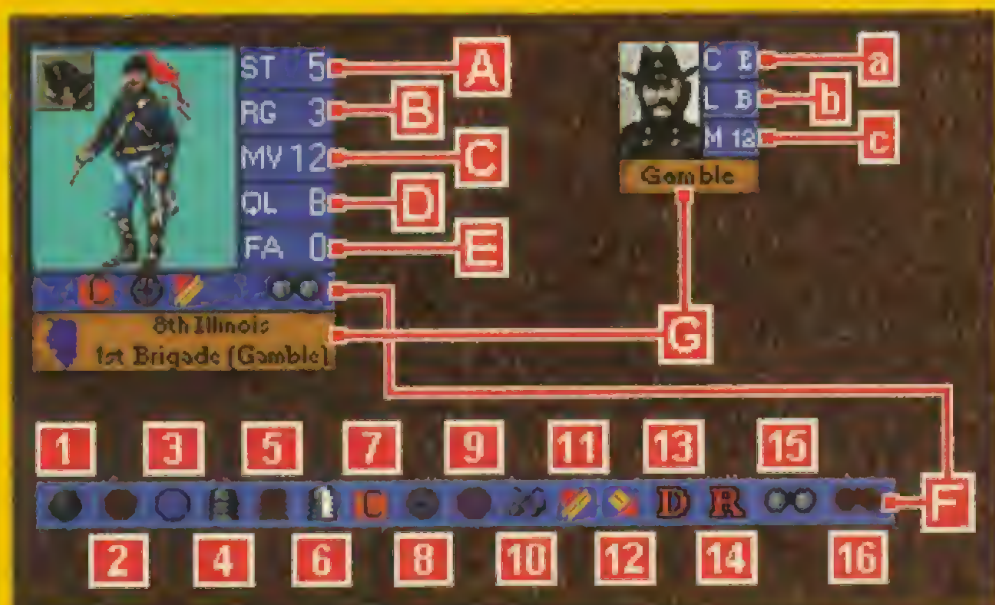 ST 5 A
RG 3 B
MV 12 C
QL 8 D
FA 0 E
C
8th Illinois
1st Brigade (Gamble)
C a
L B b
M c
Gamble
G
1 3 5 7 9 11 13 15
C D R F
2 4 6 8 10 12 14 16